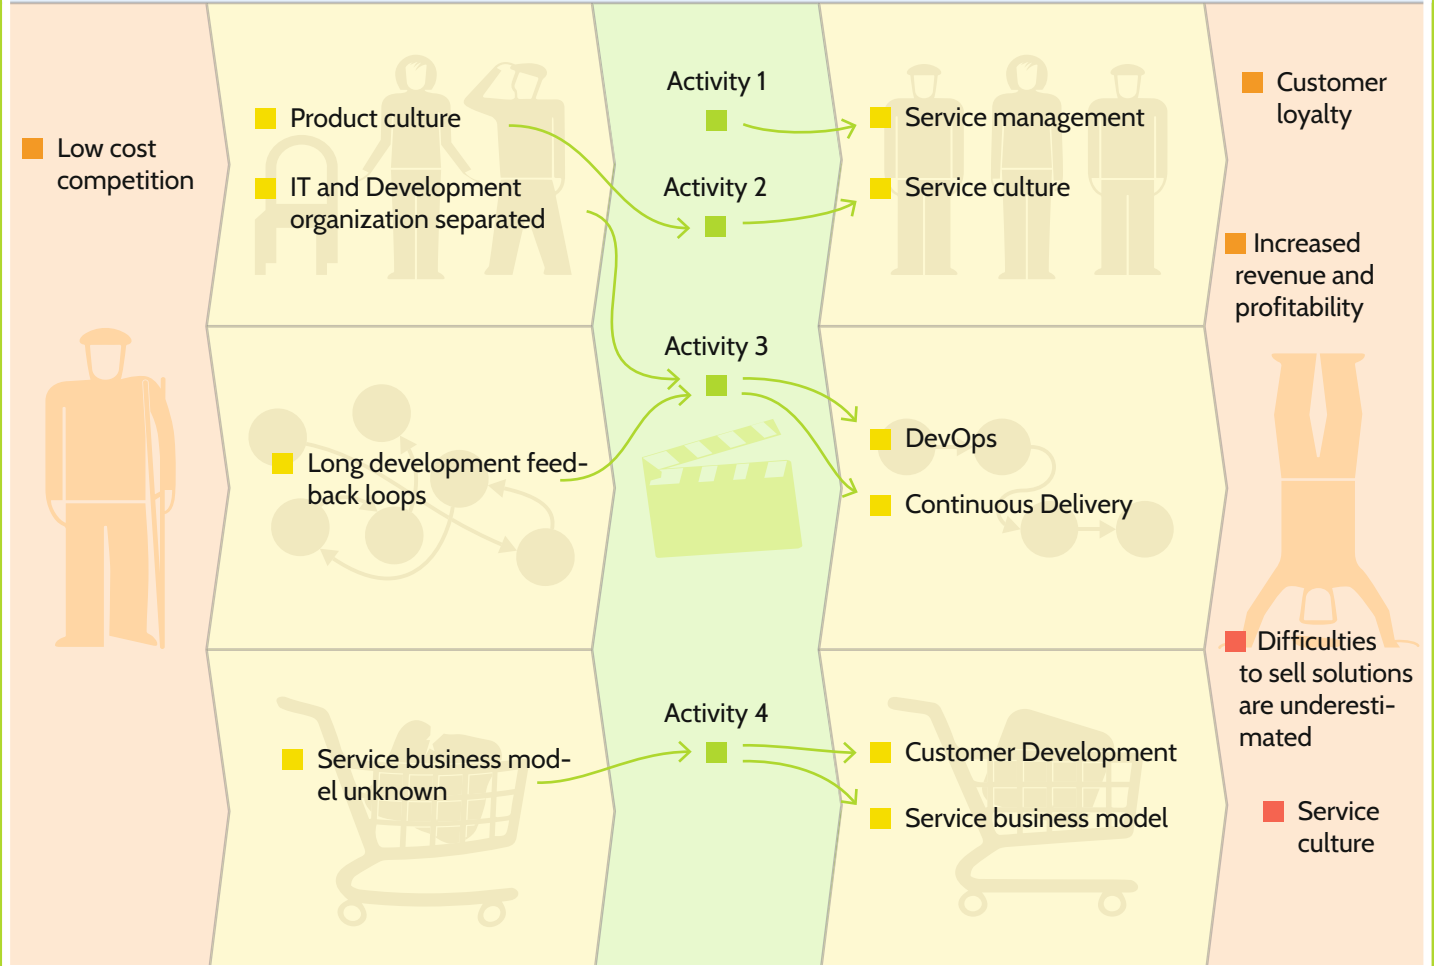 Low cost
competition
Product culture
IT and Development
organization separated
Long development feed-
back loops
Service business mod-
el unknown
Activity 1
Activity 2
Activity 3
Activity 4
Service management
Service culture
DevOps
Continuous Delivery
Customer Development
Service business model
Customer
loyalty
Increased
revenue and
profitability
Difficulties
to sell solutions
are underesti-
mated
Service
culture